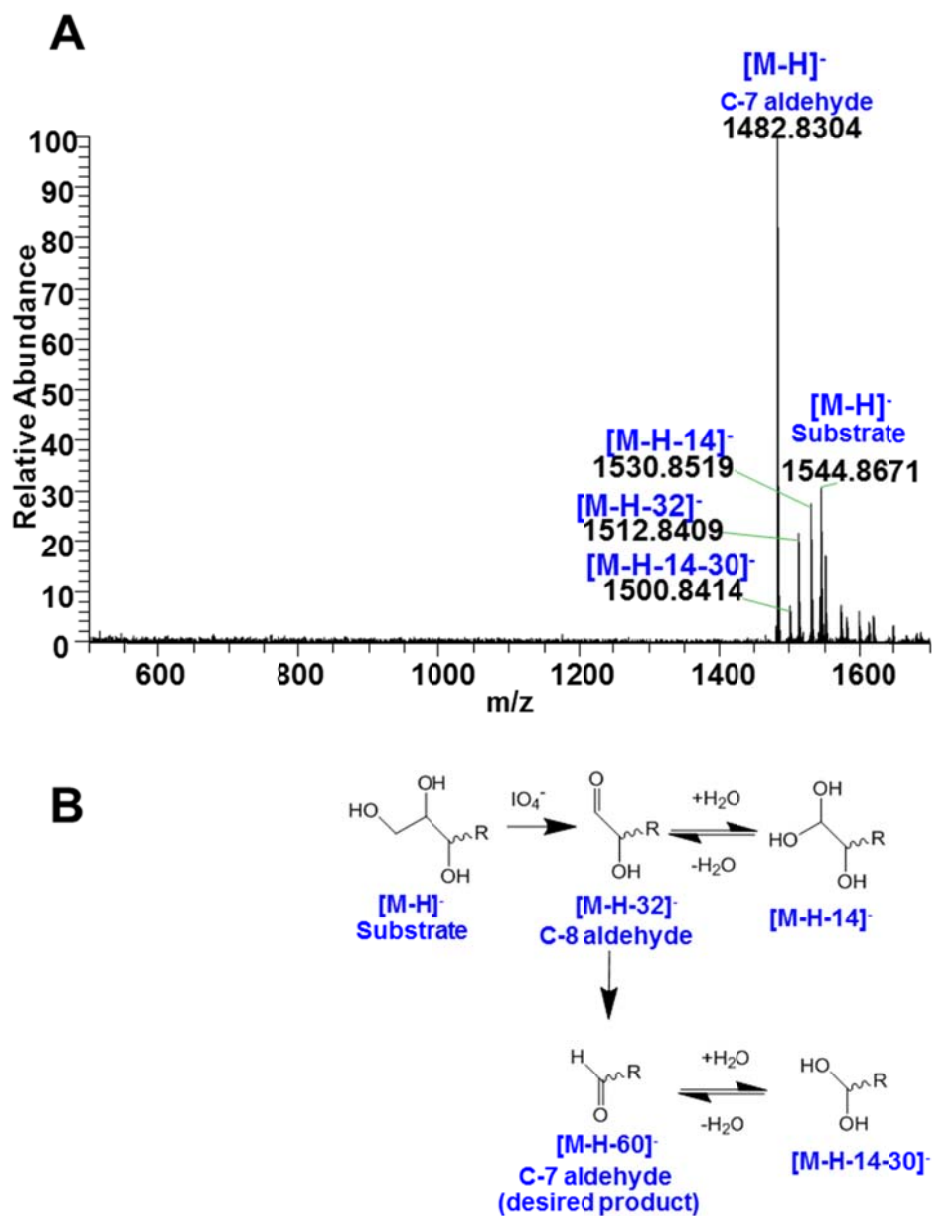 A
[M-H]-
C-7 aldehyde
1482.8304
100
90
80
70
60
50
40
30
20
10
0
Relative Abundance
[M-H]-
Substrate
1544.8671
[M-H-14]-
1530.8519
[M-H-32]-
1512.8409
[M-H-14-30]-
1500.8414
600 800 1000 1200 1400 1600
m/z
B
HO OH OH R
IO4-
O R OH
+H2O
-H2O
OH HO R OH
[M-H]-
Substrate
[M-H-32]-
C-8 aldehyde
[M-H-14]-
H R O
+H2O
-H2O
HO R OH
[M-H-60]-
C-7 aldehyde
(desired product)
[M-H-14-30]-